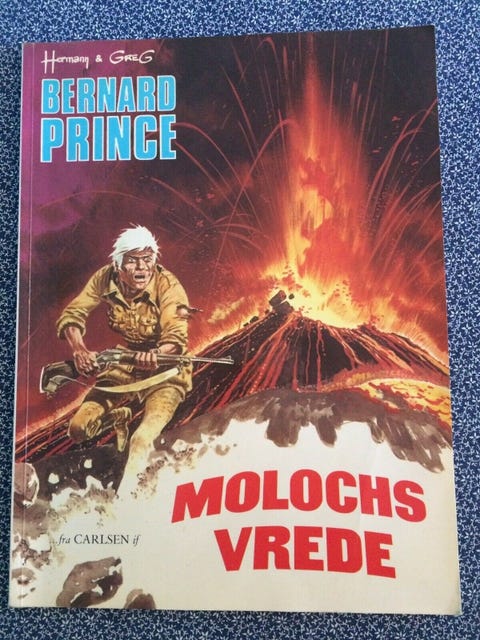 Hermann & GREG
BERNARD
PRINCE
MOLOCHS
VREDE
...fra CARLSEN if